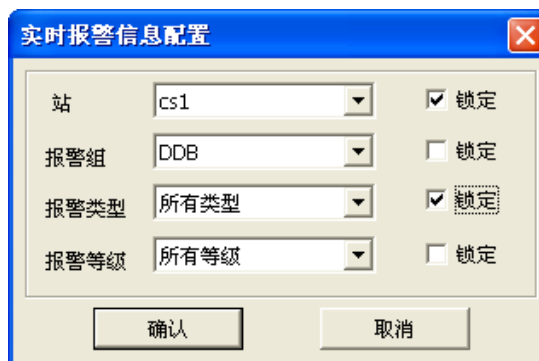 实时报警信息配置
站 cs1 锁定
报警组 DDB 锁定
报警类型 所有类型 锁定
报警等级 所有等级 锁定
确认 取消